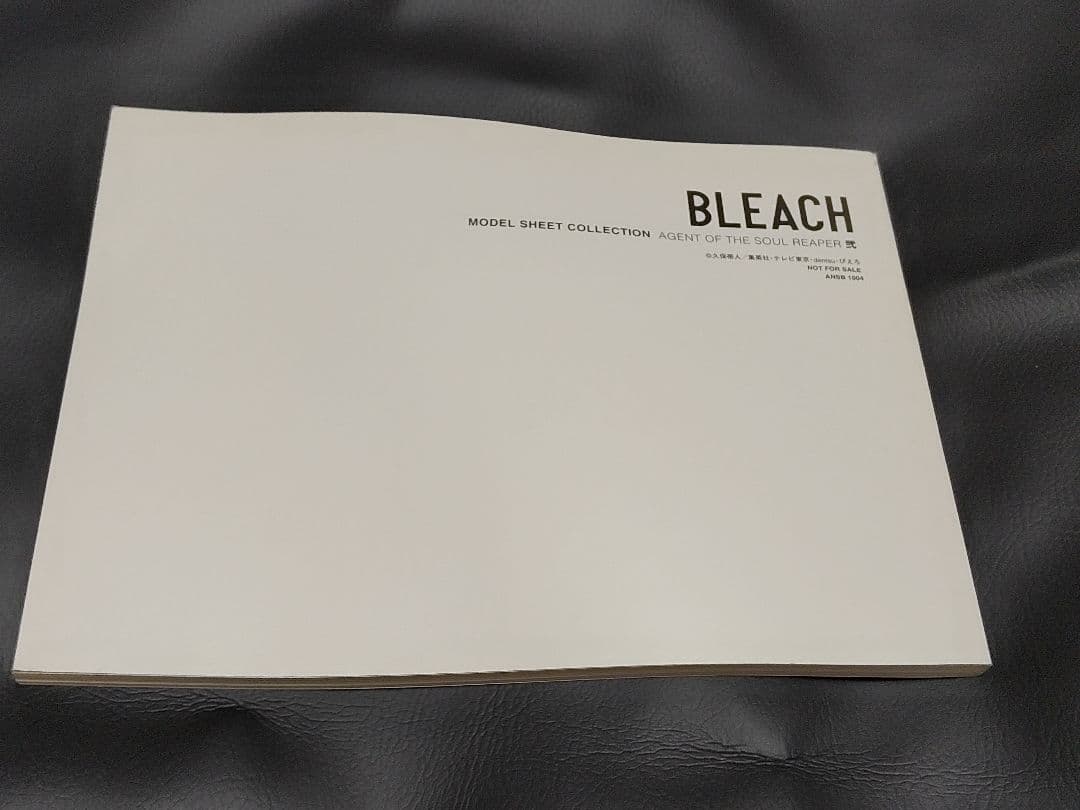 BLEACH
MODEL SHEET COLLECTION AGENT OF THE SOUL REAPER 弐
©久保帯人／集英社・テレビ東京・dentsu・ぴえろ
NOT FOR SALE
ANSB 1004